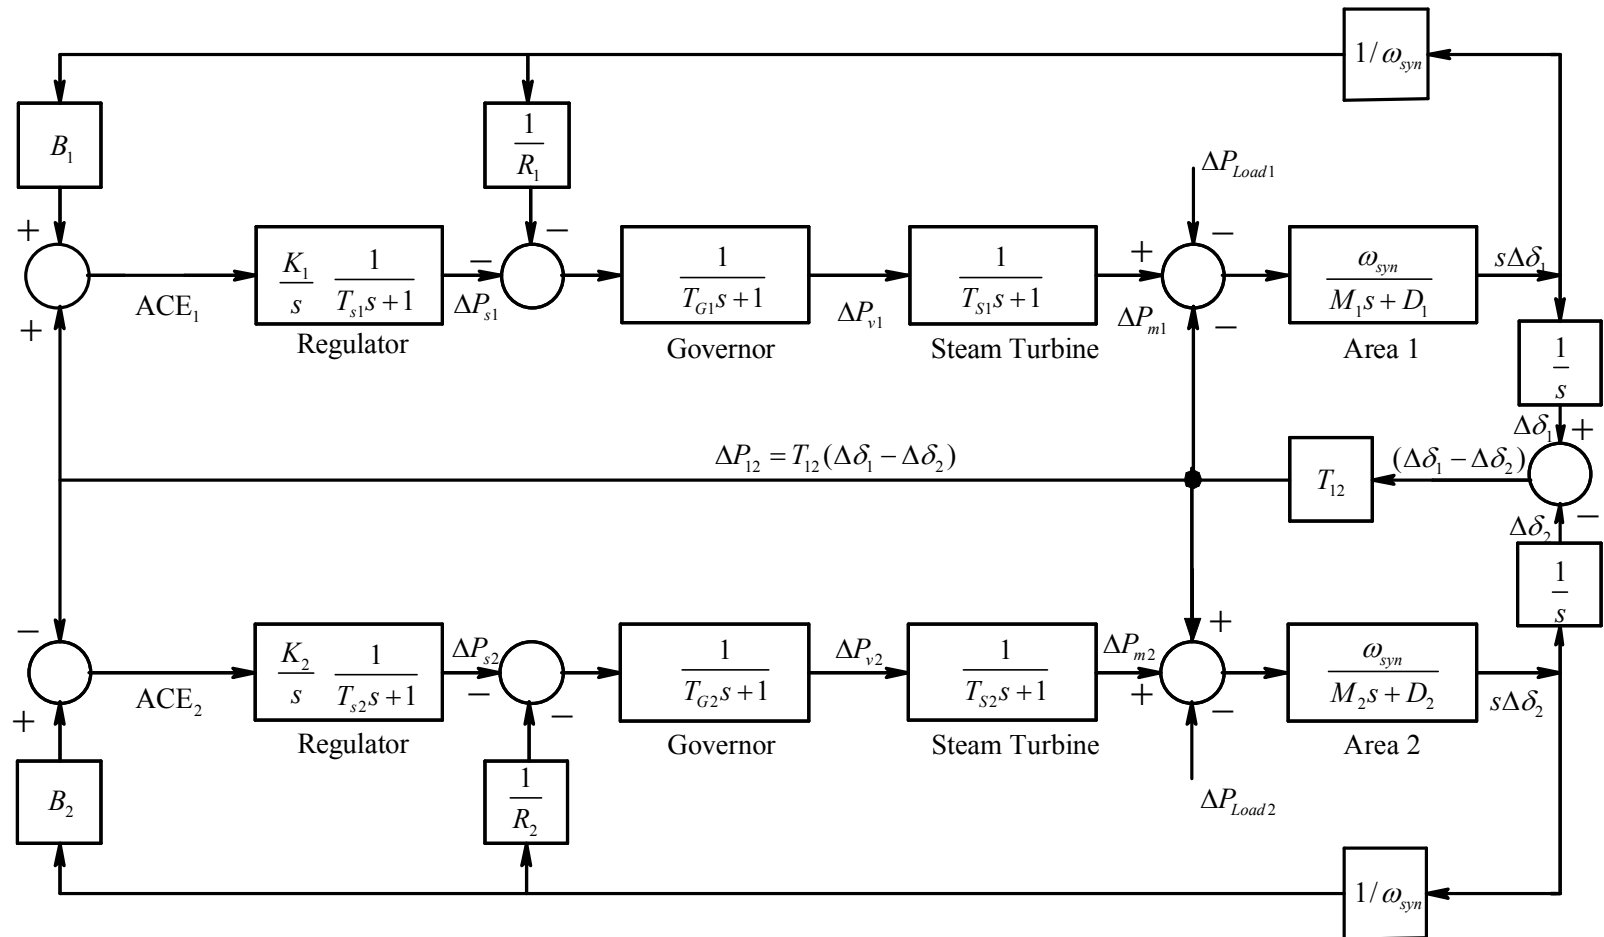 1/ω_syn
B_1
1/R_1
ΔP_Load1
+
−
−
+
K_1/s 1/(T_s1 s+1)
−
1/(T_G1 s+1)
1/(T_S1 s+1)
ω_syn/(M_1 s+D_1)
sΔδ_1
+
ACE_1
ΔP_s1
ΔP_v1
ΔP_m1
−
Regulator
Governor
Steam Turbine
Area 1
1/s
Δδ_1
+
ΔP_12 = T_12(Δδ_1 − Δδ_2)
T_12
(Δδ_1 − Δδ_2)
−
Δδ_2
1/s
−
+
K_2/s 1/(T_s2 s+1)
ΔP_s2
1/(T_G2 s+1)
ΔP_v2
1/(T_S2 s+1)
ΔP_m2
ω_syn/(M_2 s+D_2)
+
ACE_2
−
−
+
−
sΔδ_2
Regulator
Governor
Steam Turbine
Area 2
B_2
1/R_2
ΔP_Load2
1/ω_syn